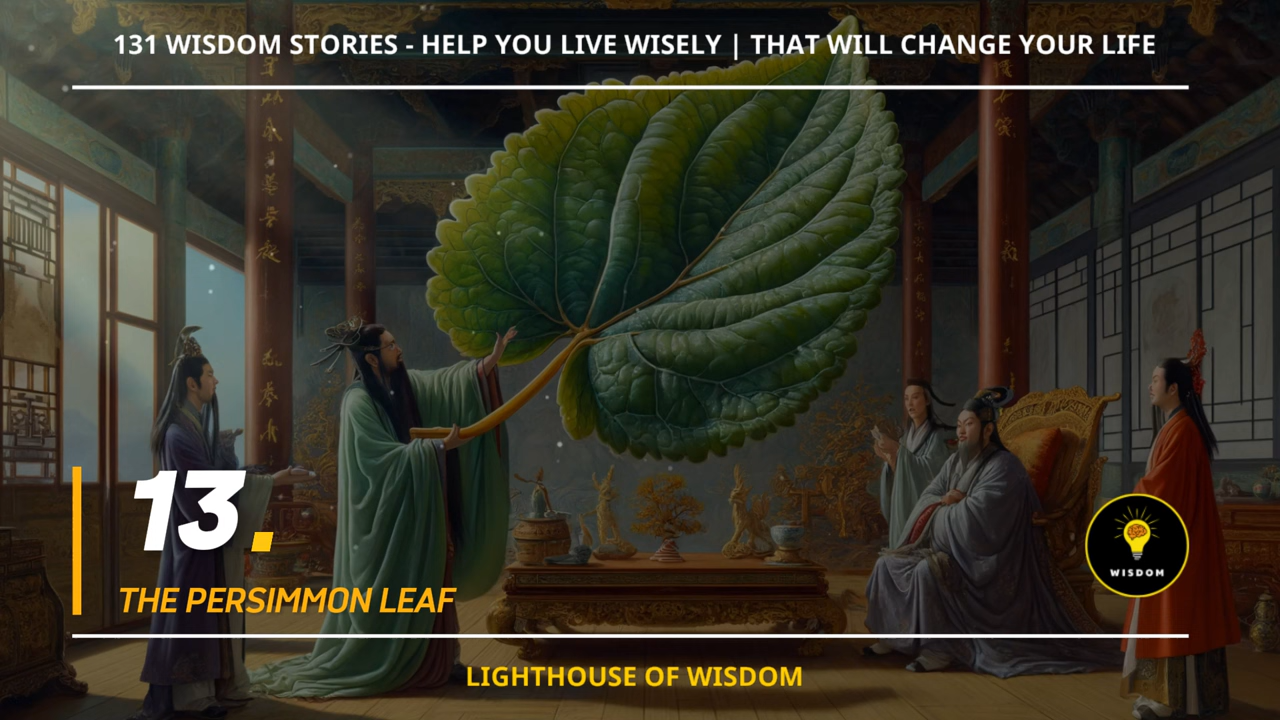 131 WISDOM STORIES - HELP YOU LIVE WISELY | THAT WILL CHANGE YOUR LIFE
13.
THE PERSIMMON LEAF
WISDOM
LIGHTHOUSE OF WISDOM